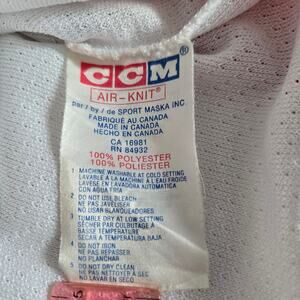 CCM®
AIR-KNIT®
par / by / de SPORT MASKA INC.
FABRIQUÉ AU CANADA
MADE IN CANADA
HECHO EN CANADA
CA 16981
RN 84932
100% POLYESTER
100% POLIESTER
1 MACHINE WASHABLE AT COLD SETTING
LAVABLE À LA MACHINE À L'EAU FROIDE
LAVESE EN LAVADORA AUTOMATICA
CON AGUA FRIA
2 DO NOT USE BLEACH
NE PAS JAVELISER
NO USAR BLANQUEADORES
3 TUMBLE DRY AT LOW SETTING
SÉCHER PAR CULBUTAGE À
BASSE TEMPÉRATURE
SECAR A TEMPERATURA BAJA
4 DO NOT IRON
NE PAS REPASSER
NO PLANCHAR
5 DO NOT DRY CLEAN
NE PAS NETTOYER À SEC
NO LAVAR EN SECO